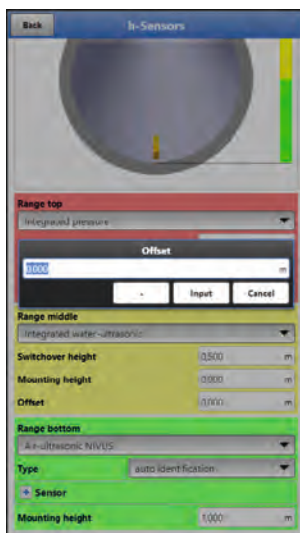 Back h-Sensors
Range top
Integrated pressure
Offset
0,000 m
- Input Cancel
Range middle
Integrated water-ultrasonic
Switchover height 0,500 m
Mounting height 0,000 m
Offset 0,000 m
Range bottom
Air-ultrasonic NIVUS
Type auto identification
+ Sensor
Mounting height 1,000 m